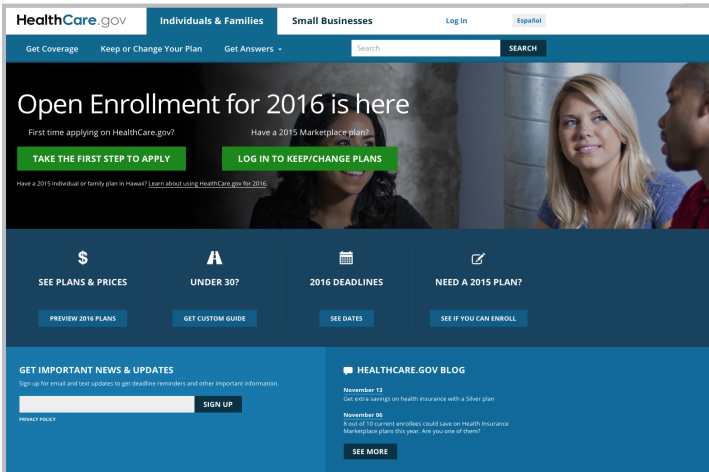 HealthCare.gov
Individuals & Families
Small Businesses
Log in
Español
Get Coverage
Keep or Change Your Plan
Get Answers
Search
SEARCH
Open Enrollment for 2016 is here
First time applying on HealthCare.gov?
Have a 2015 Marketplace plan?
TAKE THE FIRST STEP TO APPLY
LOG IN TO KEEP/CHANGE PLANS
Have a 2015 individual or family plan in Hawaii? Learn about using HealthCare.gov for 2016.
$
SEE PLANS & PRICES
PREVIEW 2016 PLANS
UNDER 30?
GET CUSTOM GUIDE
2016 DEADLINES
SEE DATES
NEED A 2015 PLAN?
SEE IF YOU CAN ENROLL
GET IMPORTANT NEWS & UPDATES
Sign up for email and text updates to get deadline reminders and other important information.
SIGN UP
PRIVACY POLICY
HEALTHCARE.GOV BLOG
November 13
Get extra savings on health insurance with a Silver plan
November 06
8 out of 10 current enrollees could save on Health Insurance
Marketplace plans this year. Are you one of them?
SEE MORE